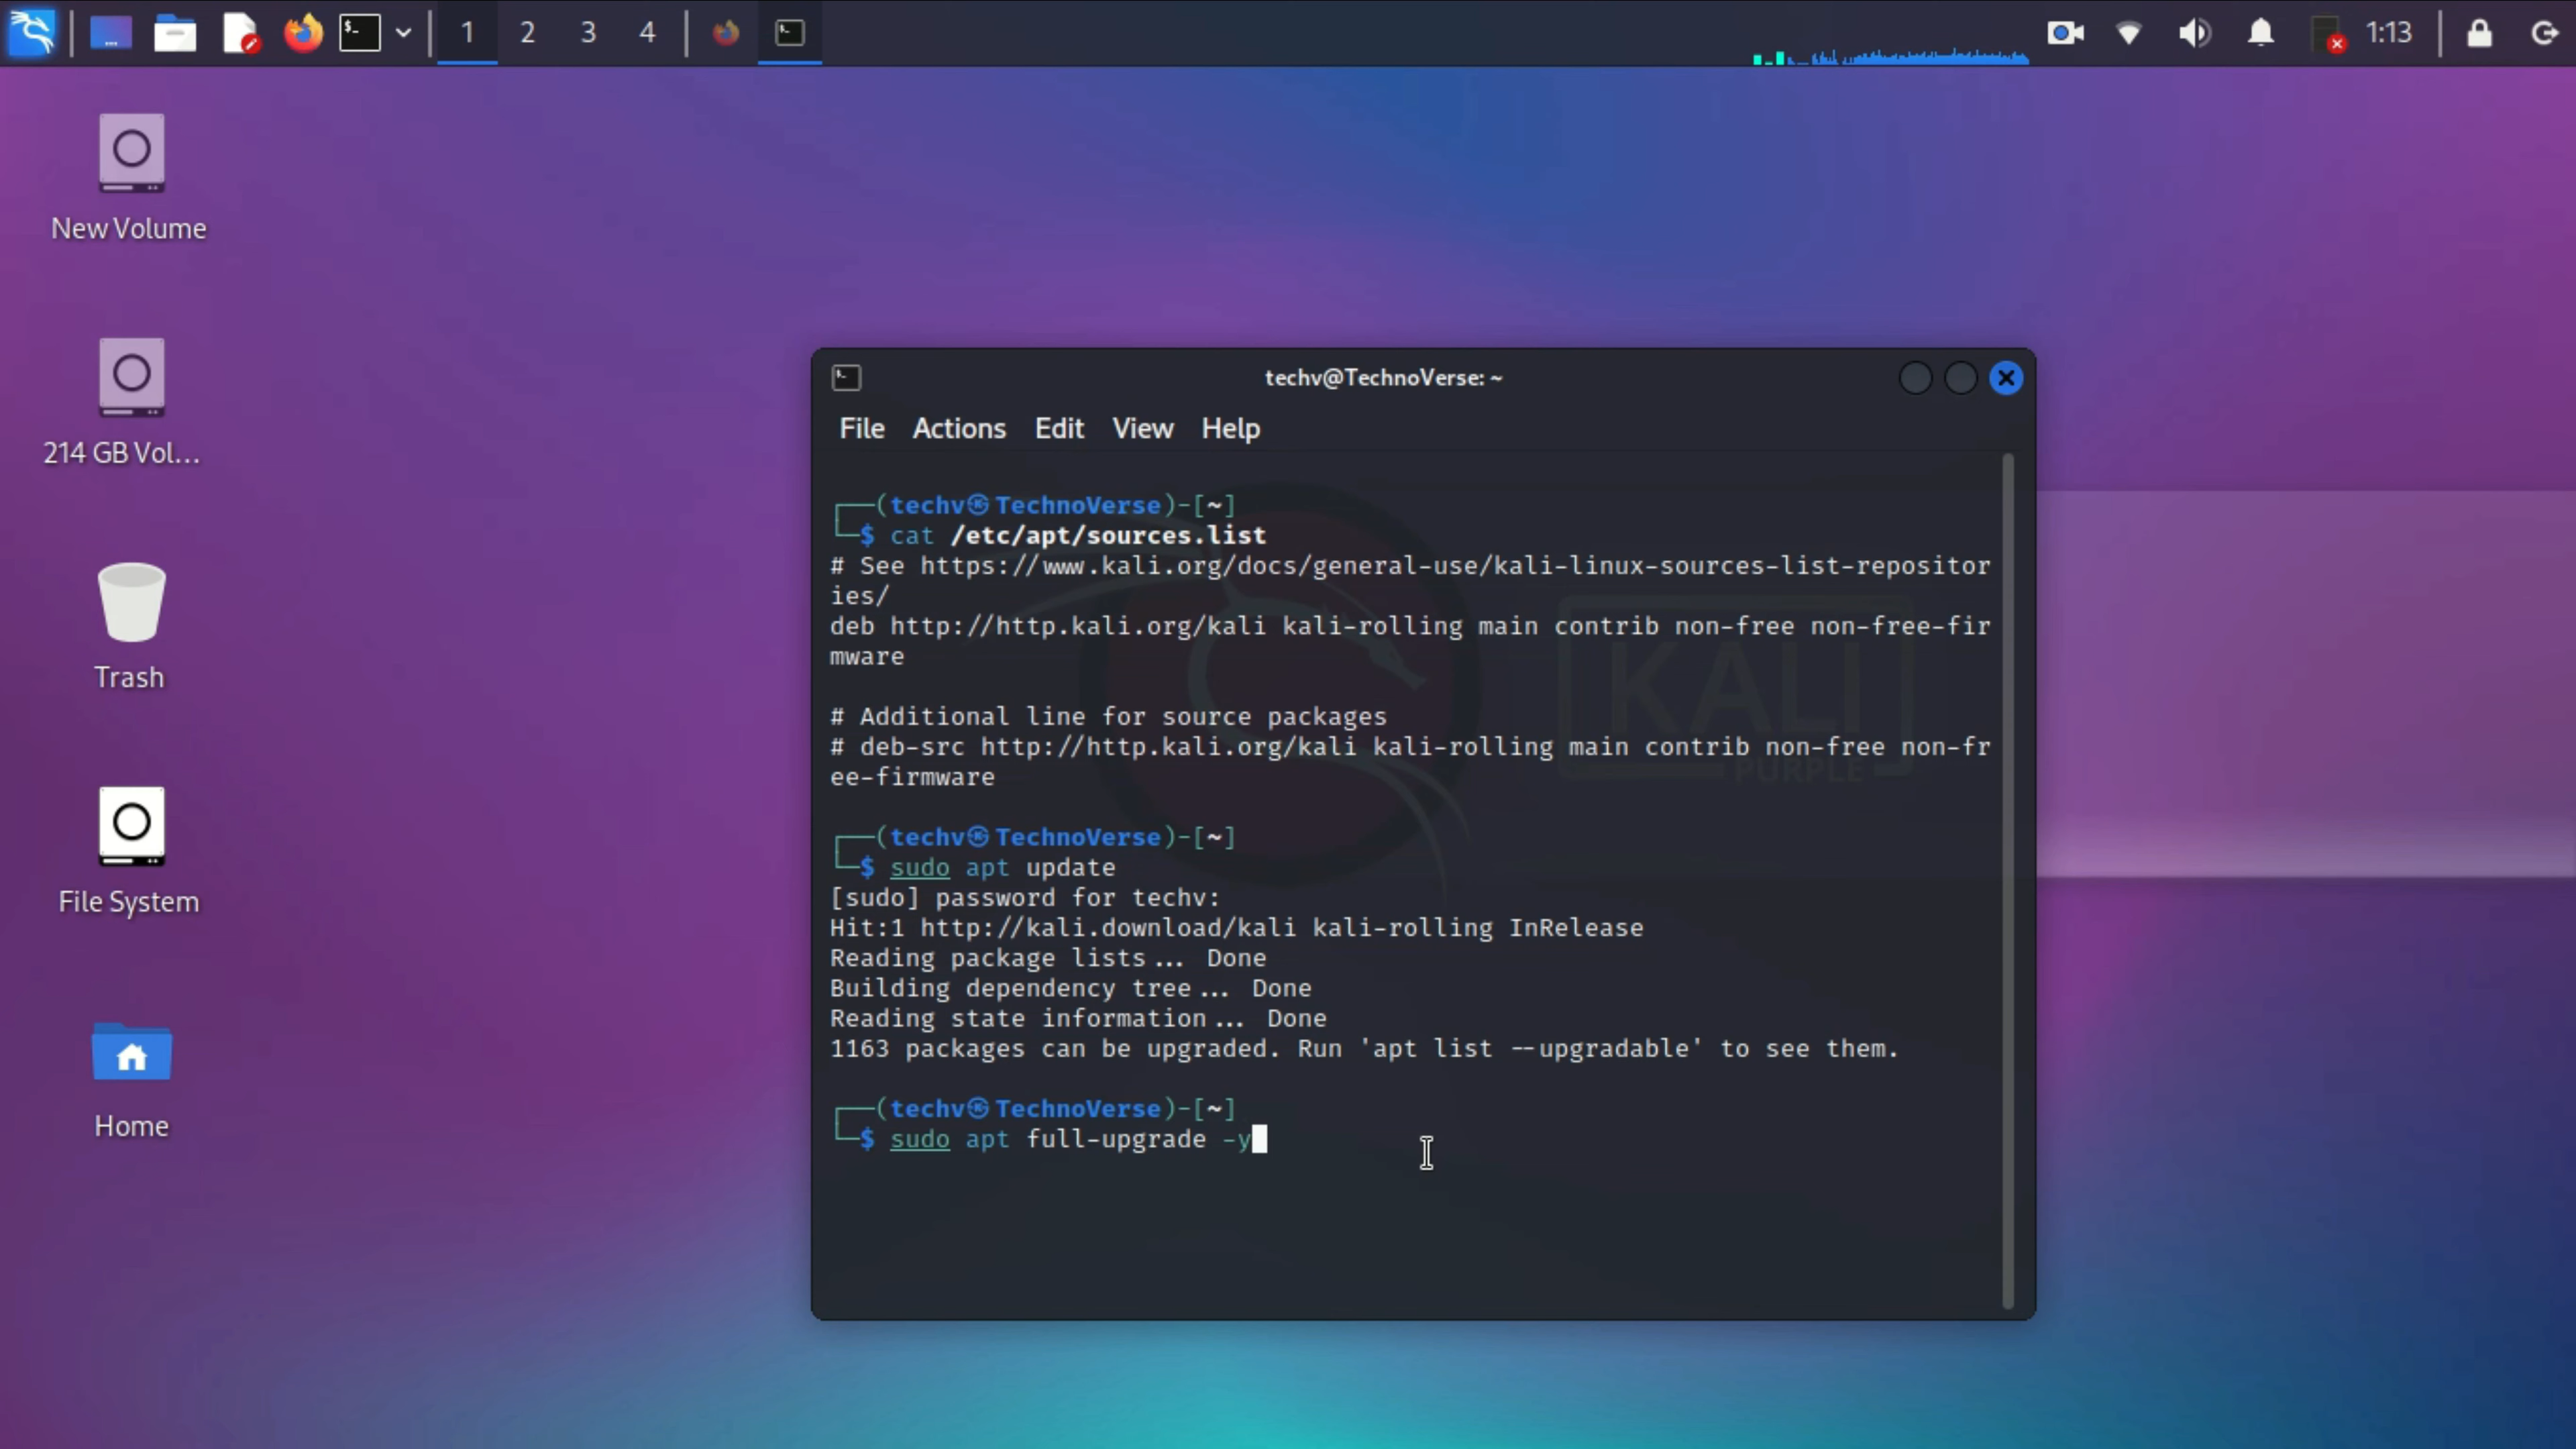 1 2 3 4
1:13
New Volume
214 GB Vol...
Trash
File System
Home
techv@TechnoVerse: ~
File Actions Edit View Help
┌──(techv㉿TechnoVerse)-[~]
└─$ cat /etc/apt/sources.list
# See https://www.kali.org/docs/general-use/kali-linux-sources-list-repositor
ies/
deb http://http.kali.org/kali kali-rolling main contrib non-free non-free-fir
mware
# Additional line for source packages
# deb-src http://http.kali.org/kali kali-rolling main contrib non-free non-fr
ee-firmware
KALI
PURPLE
┌──(techv㉿TechnoVerse)-[~]
└─$ sudo apt update
[sudo] password for techv:
Hit:1 http://kali.download/kali kali-rolling InRelease
Reading package lists... Done
Building dependency tree... Done
Reading state information... Done
1163 packages can be upgraded. Run 'apt list --upgradable' to see them.
┌──(techv㉿TechnoVerse)-[~]
└─$ sudo apt full-upgrade -y